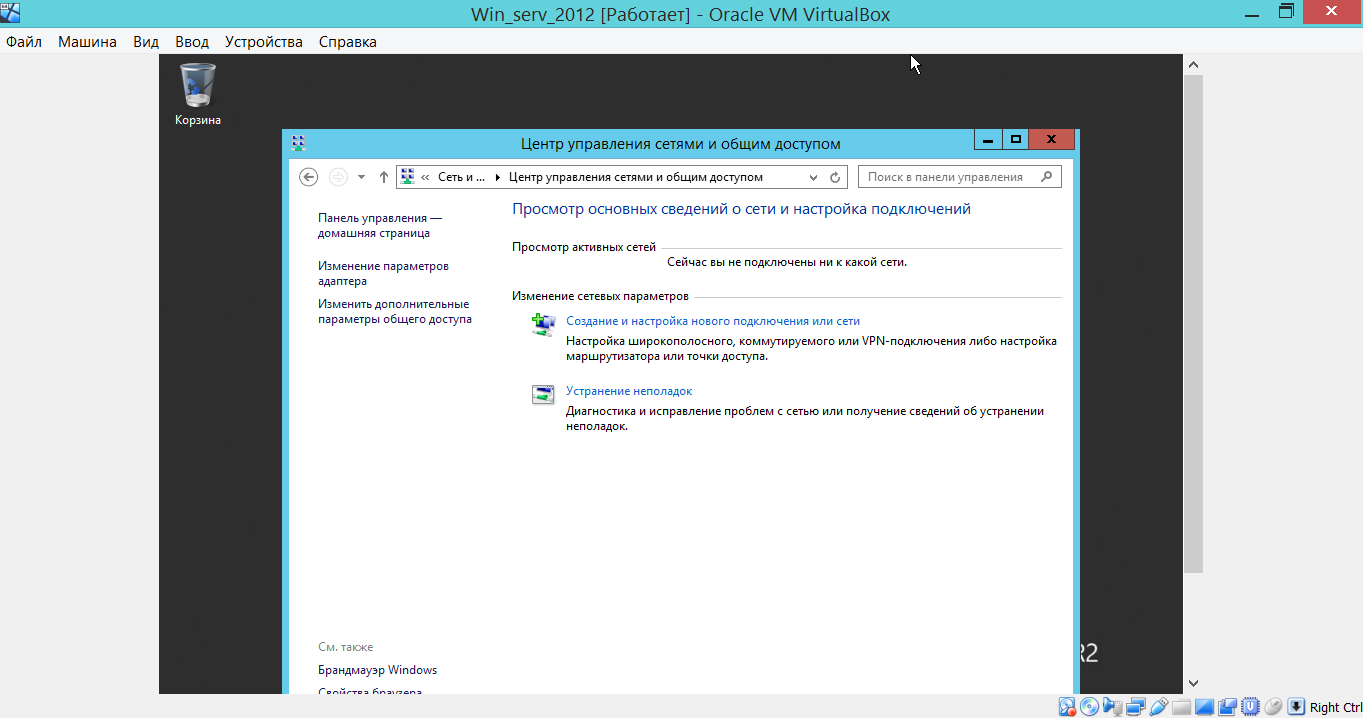 Win_serv_2012 [Работает] - Oracle VM VirtualBox
Файл Машина Вид Ввод Устройства Справка
Корзина
Центр управления сетями и общим доступом
« Сеть и ... Центр управления сетями и общим доступом
Поиск в панели управления
Панель управления —
домашняя страница
Изменение параметров
адаптера
Изменить дополнительные
параметры общего доступа
Просмотр основных сведений о сети и настройка подключений
Просмотр активных сетей
Сейчас вы не подключены ни к какой сети.
Изменение сетевых параметров
Создание и настройка нового подключения или сети
Настройка широкополосного, коммутируемого или VPN-подключения либо настройка
маршрутизатора или точки доступа.
Устранение неполадок
Диагностика и исправление проблем с сетью или получение сведений об устранении
неполадок.
См. также
Брандмауэр Windows
Свойства браузера
R2
Right Ctrl